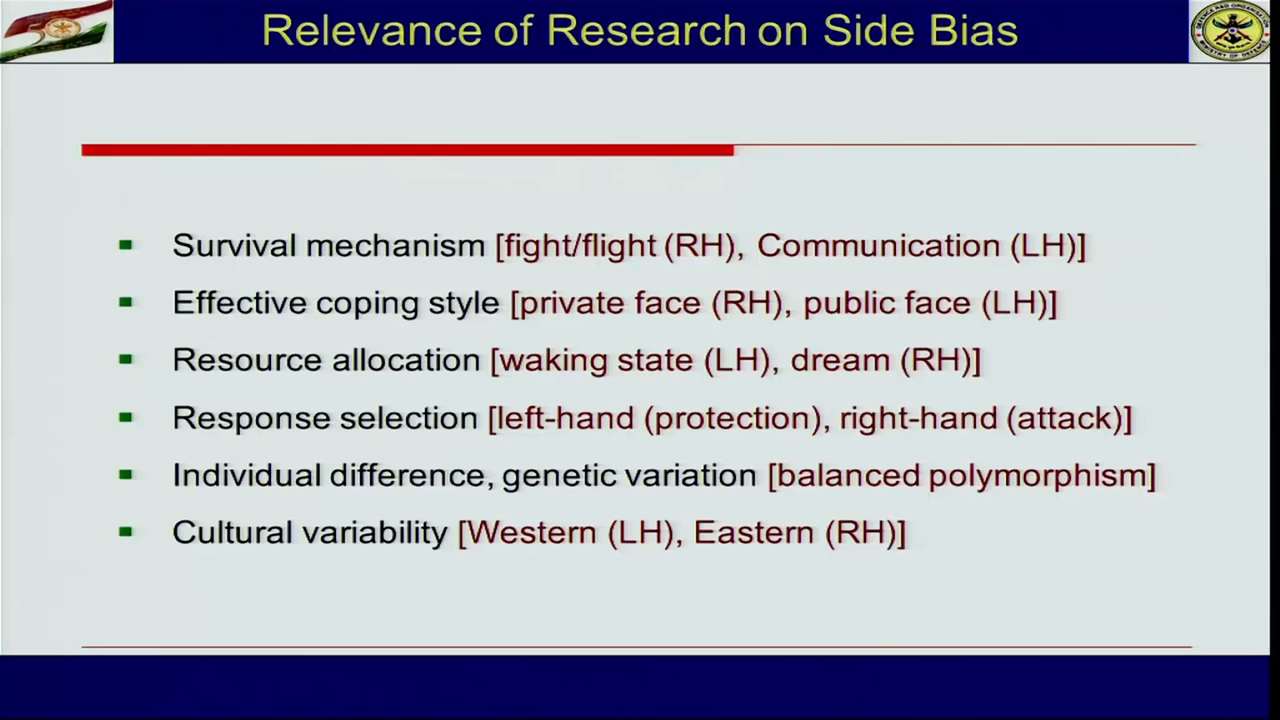 Relevance of Research on Side Bias
Survival mechanism [fight/flight (RH), Communication (LH)]
Effective coping style [private face (RH), public face (LH)]
Resource allocation [waking state (LH), dream (RH)]
Response selection [left-hand (protection), right-hand (attack)]
Individual difference, genetic variation [balanced polymorphism]
Cultural variability [Western (LH), Eastern (RH)]